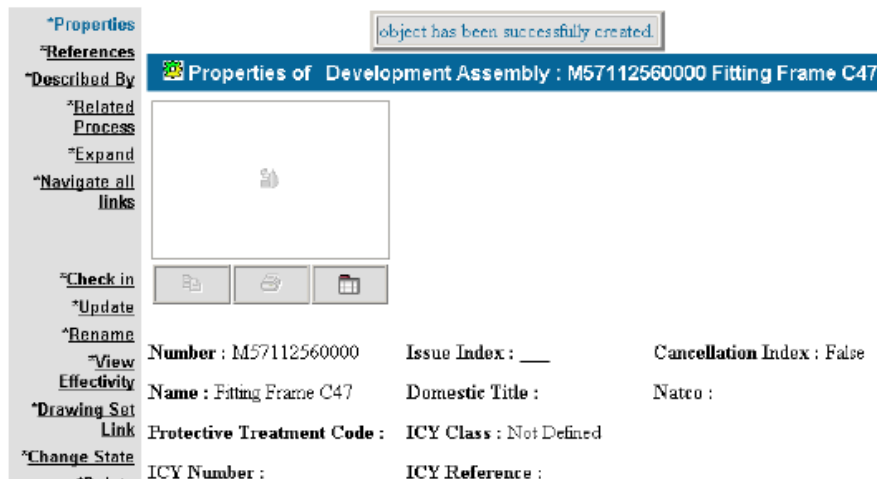 object has been successfully created.
*Properties
*References
*Described By
*Related
Process
*Expand
*Navigate all
links
*Check in
*Update
*Rename
*View
Effectivity
*Drawing Set
Link
*Change State
Properties of Development Assembly : M57112560000 Fitting Frame C47
Number : M57112560000 Issue Index : ___ Cancellation Index : False
Name : Fitting Frame C47 Domestic Title : Natco :
Protective Treatment Code : ICY Class : Not Defined
ICY Number : ICY Reference :